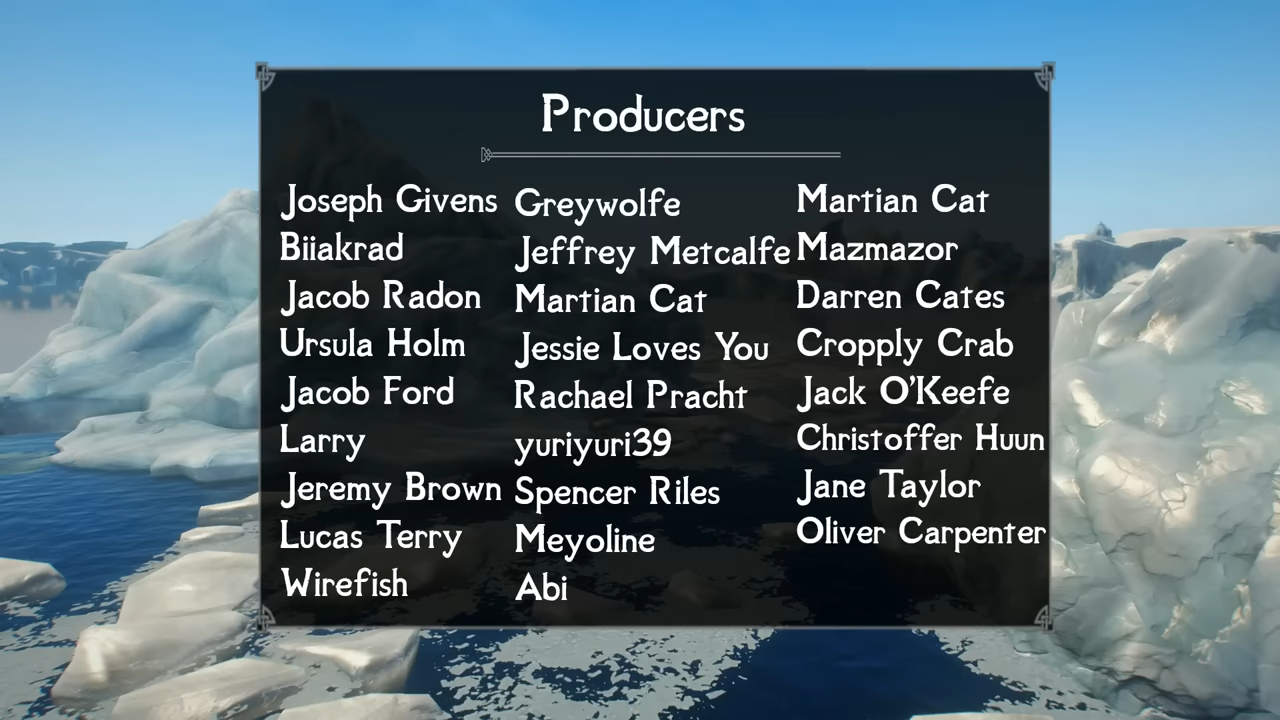 Producers
Joseph Givens
Biiakrad
Jacob Radon
Ursula Holm
Jacob Ford
Larry
Jeremy Brown
Lucas Terry
Wirefish
Greywolfe
Jeffrey Metcalfe
Martian Cat
Jessie Loves You
Rachael Pracht
yuriyuri39
Spencer Riles
Meyoline
Abi
Martian Cat
Mazmazor
Darren Cates
Cropply Crab
Jack O'Keefe
Christoffer Huun
Jane Taylor
Oliver Carpenter